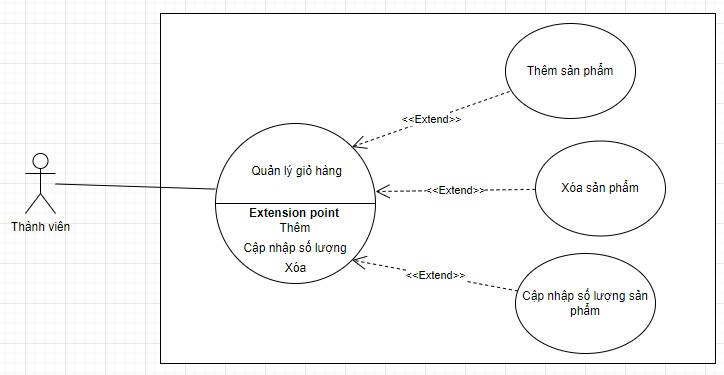 Thêm sản phẩm
<<Extend>>
Quản lý giỏ hàng
<<Extend>>
Xóa sản phẩm
Extension point
Thêm
Thành viên
Cập nhập số lượng
Xóa
<<Extend>>
Cập nhập số lượng sản
phẩm